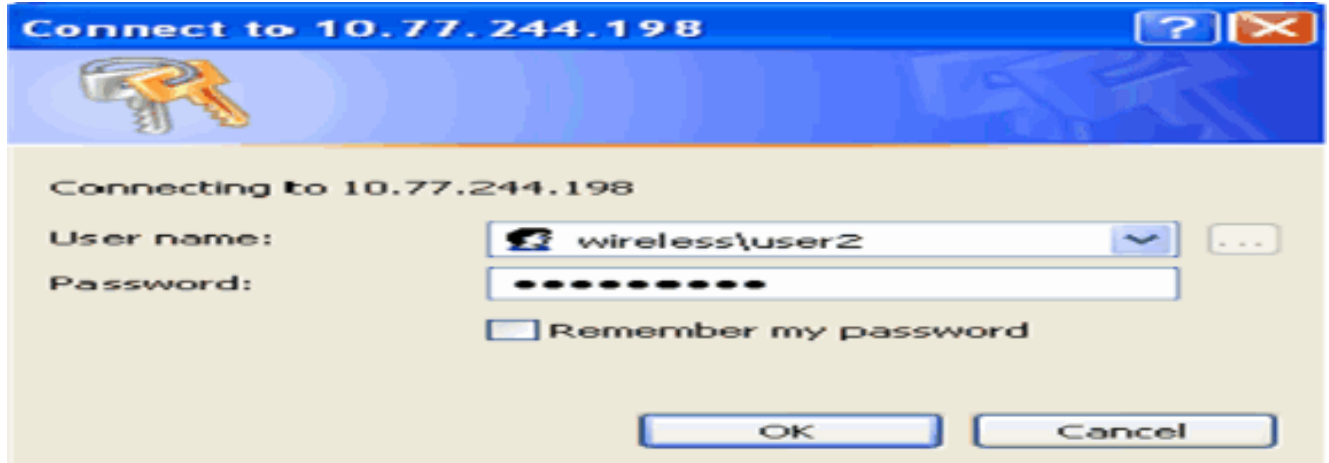 Connect to 10.77.244.198
Connecting to 10.77.244.198
User name: wireless\user2 ...
Password: •••••••••
Remember my password
OK Cancel